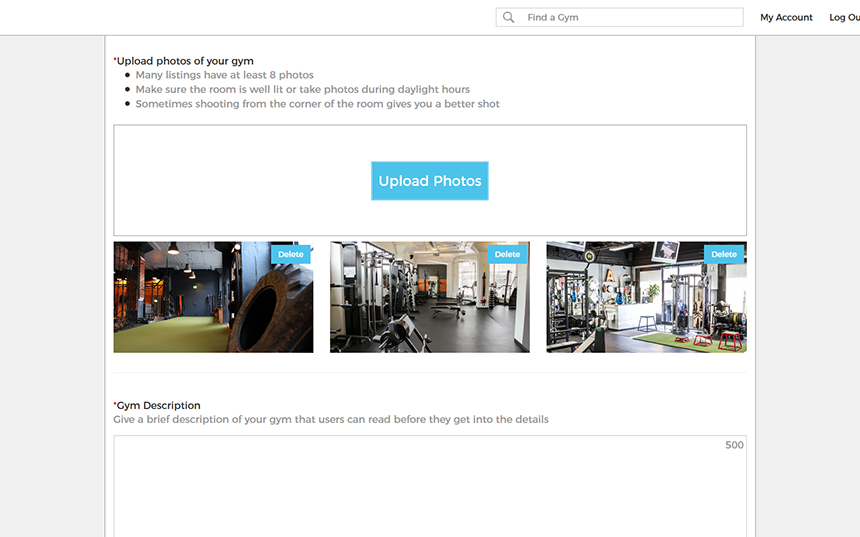 Find a Gym
My Account
Log Ou
*Upload photos of your gym
Many listings have at least 8 photos
Make sure the room is well lit or take photos during daylight hours
Sometimes shooting from the corner of the room gives you a better shot
Upload Photos
Delete
Delete
Delete
A
*Gym Description
Give a brief description of your gym that users can read before they get into the details
500